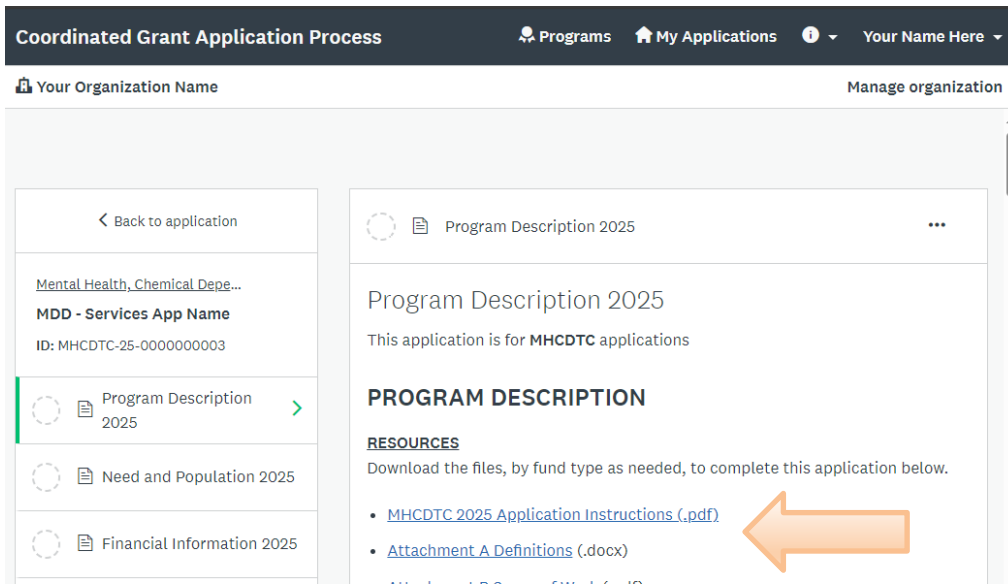 Coordinated Grant Application Process
Programs
My Applications
Your Name Here
Your Organization Name
Manage organization
Back to application
Mental Health, Chemical Depe...
MDD - Services App Name
ID: MHCDTC-25-0000000003
Program Description
2025
Need and Population 2025
Financial Information 2025
Program Description 2025
Program Description 2025
This application is for MHCDTC applications
PROGRAM DESCRIPTION
RESOURCES
Download the files, by fund type as needed, to complete this application below.
• MHCDTC 2025 Application Instructions (.pdf)
• Attachment A Definitions (.docx)